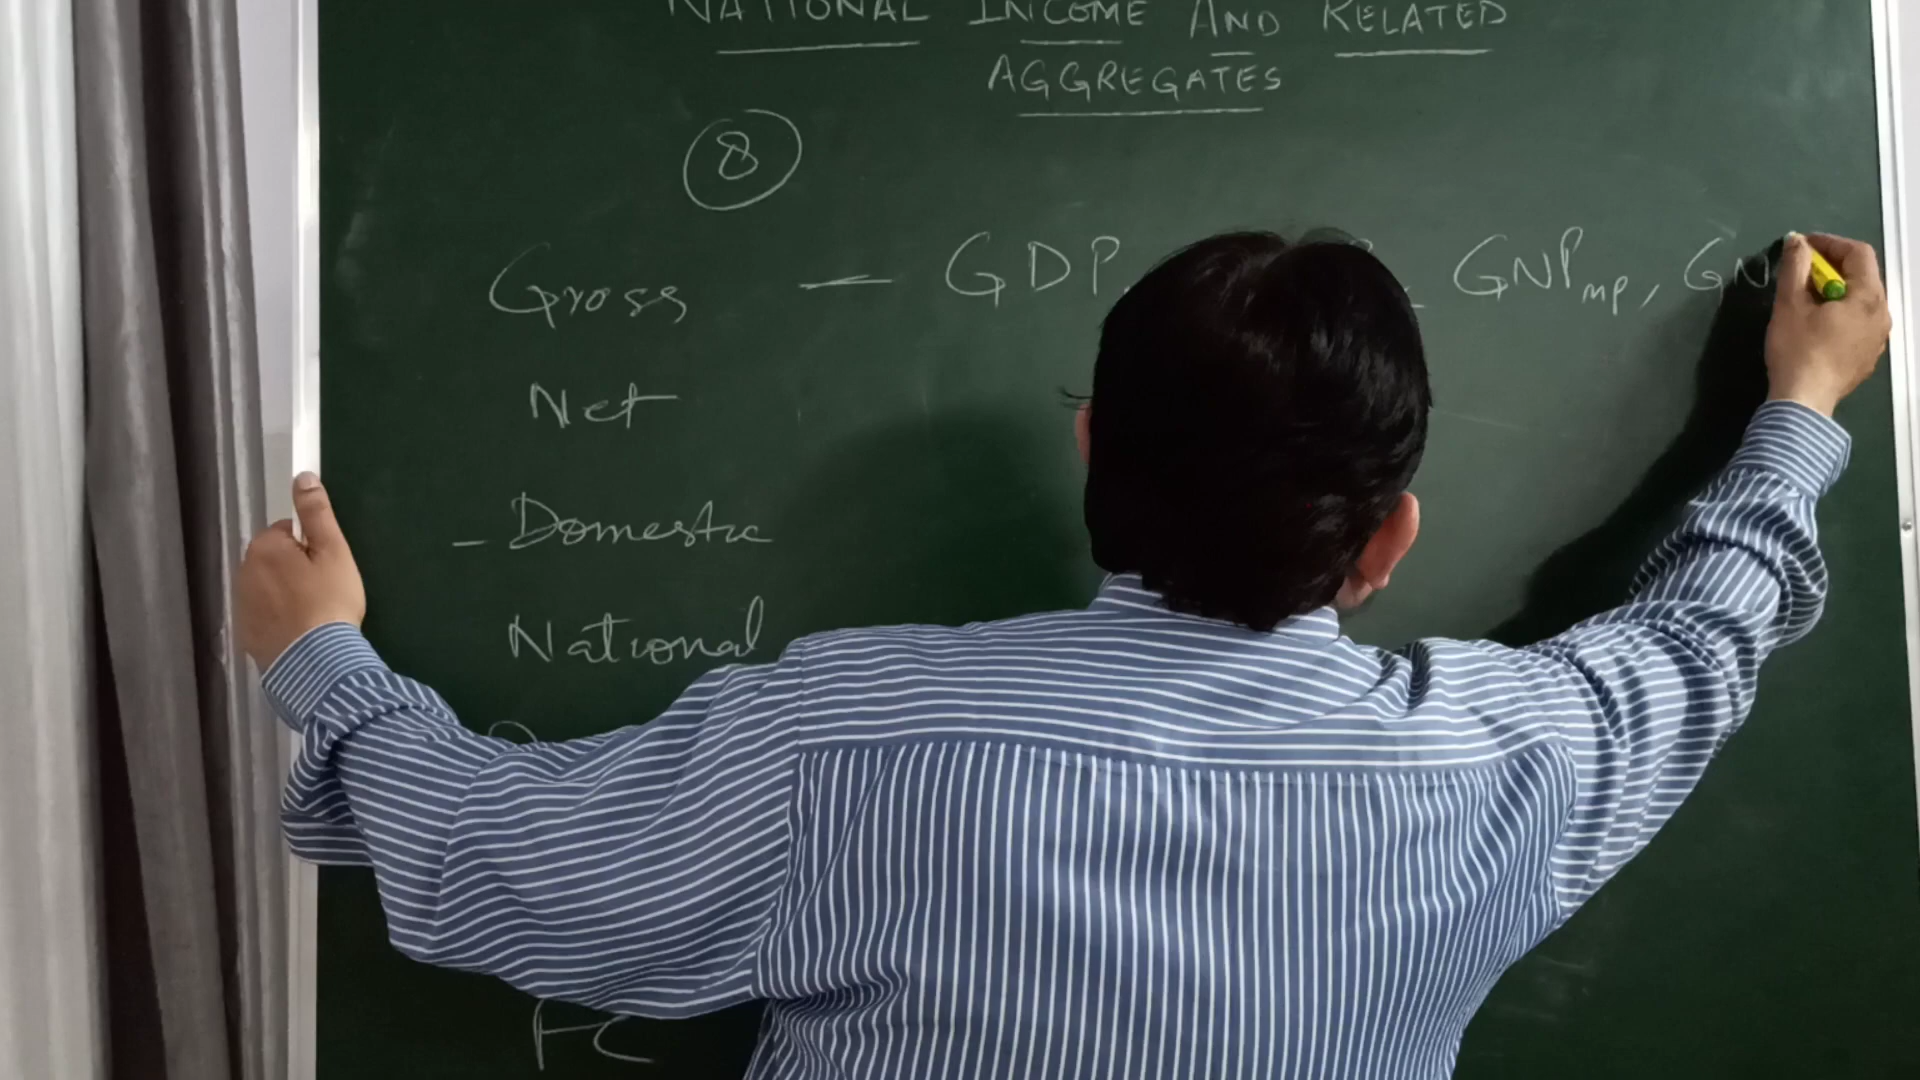 NATIONAL INCOME AND RELATED
AGGREGATES
8
Gross - GDP GNPmp, GN
Net
- Domestic
National
FC